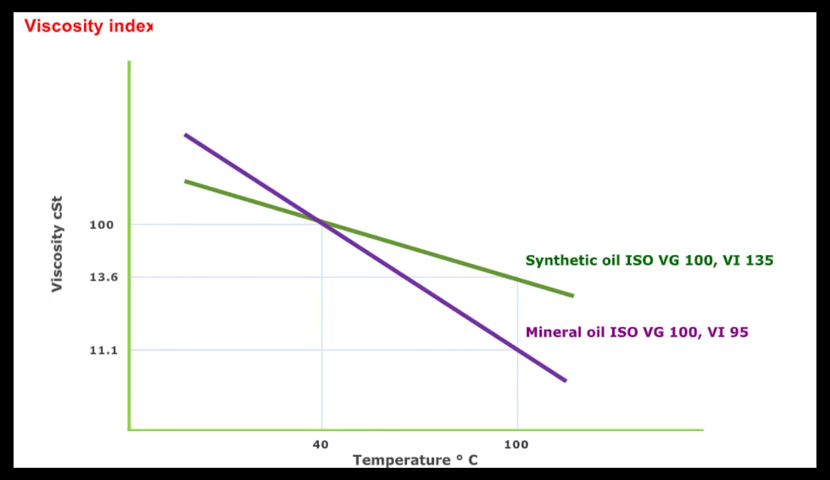 Viscosity index
Viscosity cSt
100
13.6
11.1
Synthetic oil ISO VG 100, VI 135
Mineral oil ISO VG 100, VI 95
40
100
Temperature ° C